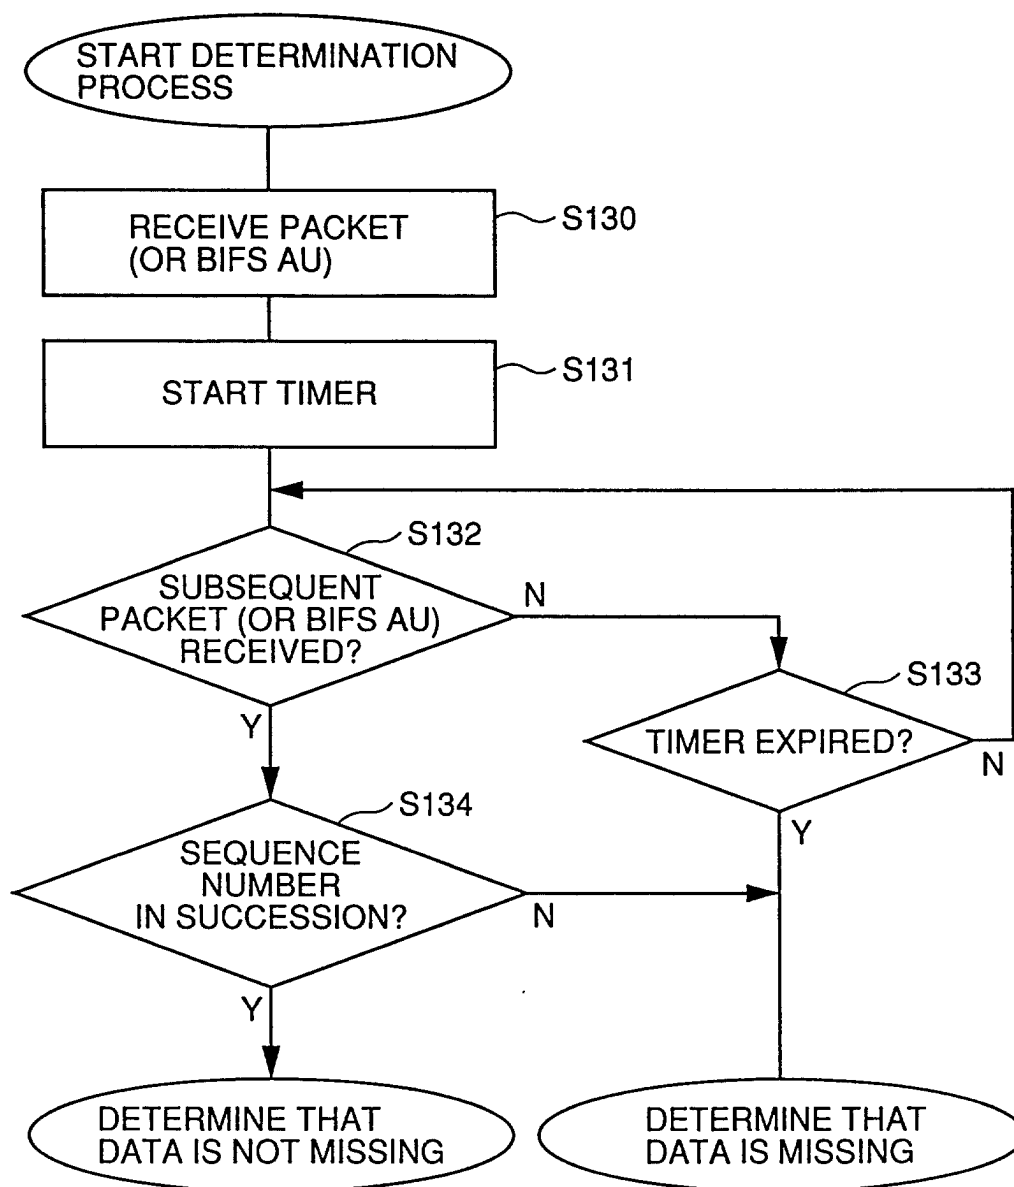 START DETERMINATION
PROCESS
RECEIVE PACKET
(OR BIFS AU)
S130
START TIMER
S131
S132
SUBSEQUENT
PACKET (OR BIFS AU)
RECEIVED?
N
Y
S133
TIMER EXPIRED?
N
Y
S134
SEQUENCE
NUMBER
IN SUCCESSION?
N
Y
DETERMINE THAT
DATA IS NOT MISSING
DETERMINE THAT
DATA IS MISSING